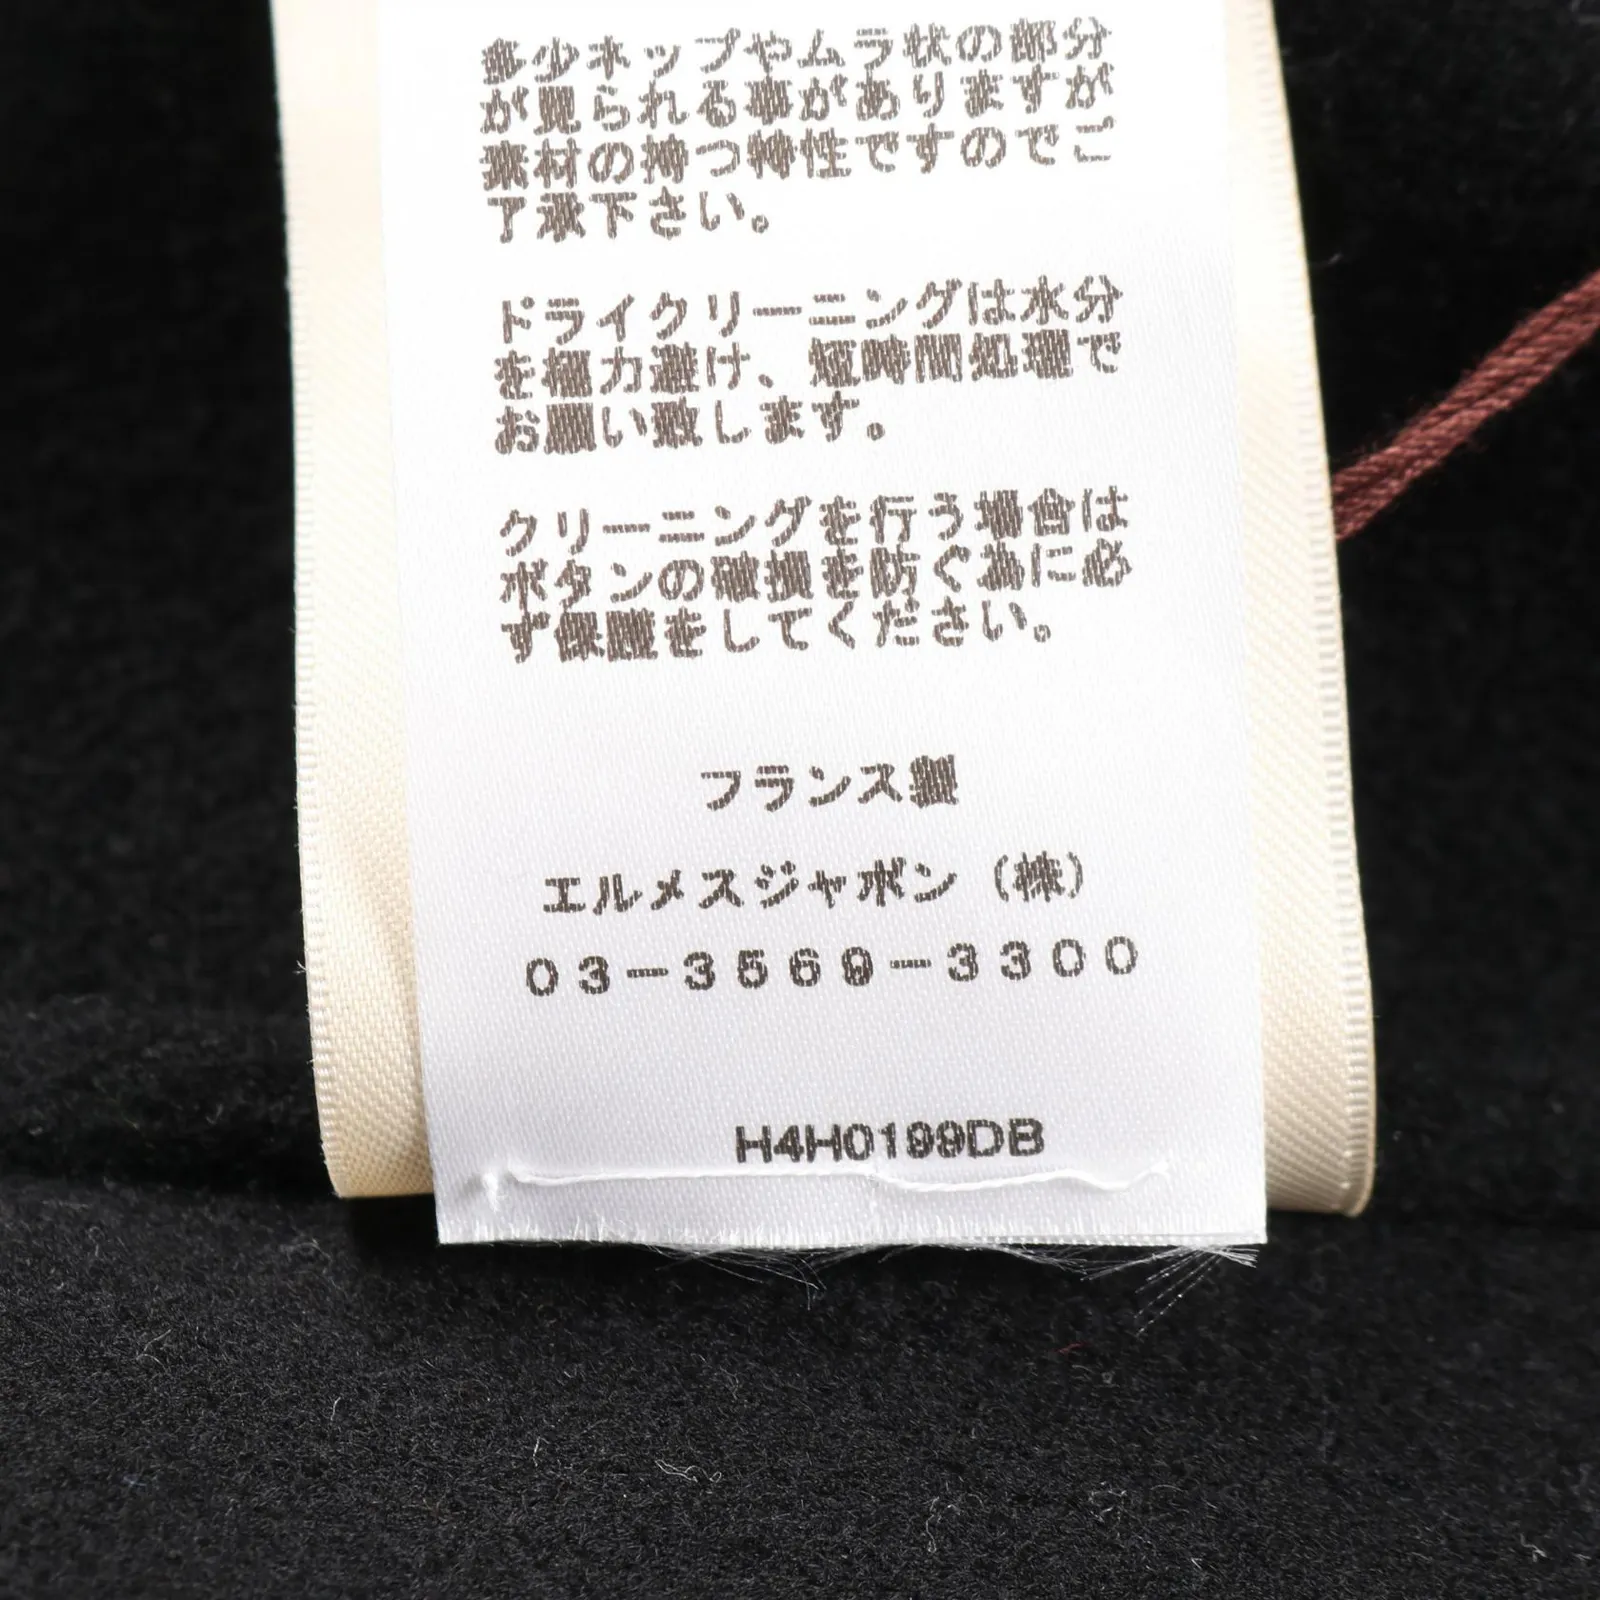 多少ネップやムラ状の部分
が見られる事がありますが
素材の持つ特性ですのでご
了承下さい。
ドライクリーニングは水分
を極力避け、短時間処理で
お願い致します。
クリーニングを行う場合は
ボタンの破損を防ぐ為に必
ず保護をしてください。
フランス製
エルメスジャポン（株）
０３－３５６９－３３００
H4H0199DB